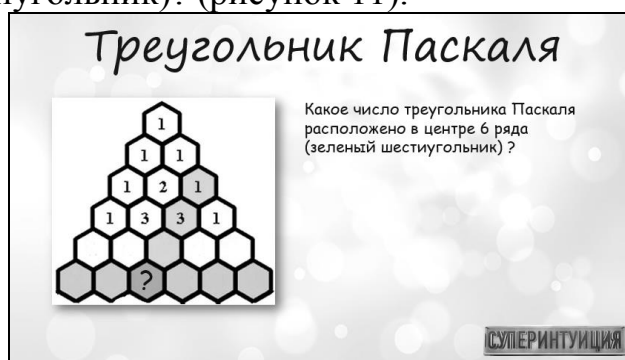 угольник)? (рисунок 11).
Треугольник Паскаля
Какое число треугольника Паскаля
расположено в центре 6 ряда
(зеленый шестиугольник) ?
1
1 1
1 2 1
1 3 3 1
?
СУПЕРИНТУИЦИЯ